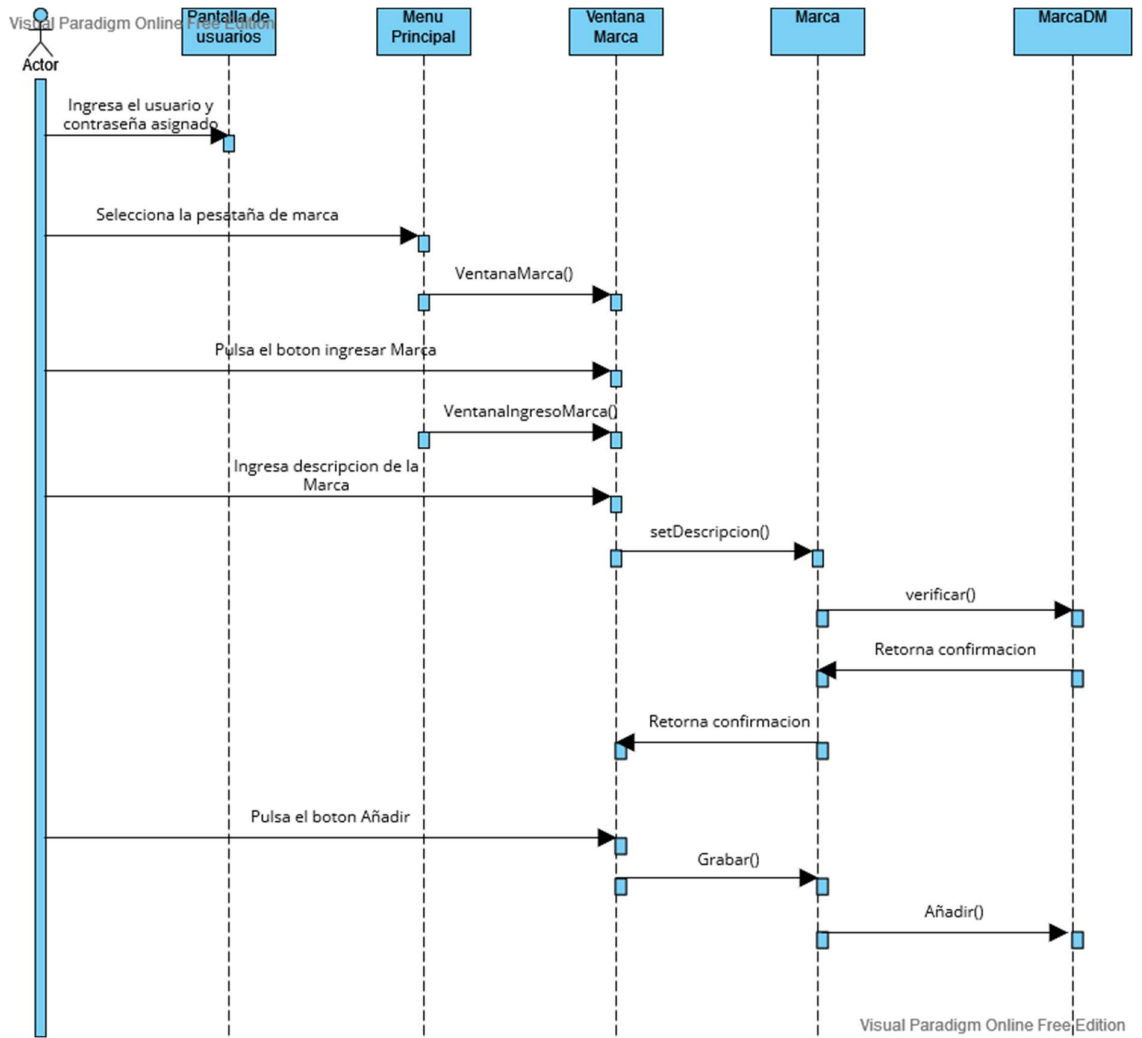 Visual Paradigm Online Free Edition
Actor
Pantalla de
usuarios
Menu
Principal
Ventana
Marca
Marca
MarcaDM
Ingresa el usuario y
contraseña asignado
Selecciona la pesataña de marca
VentanaMarca()
Pulsa el boton ingresar Marca
VentanaIngresoMarca()
Ingresa descripcion de la
Marca
setDescripcion()
verificar()
Retorna confirmacion
Retorna confirmacion
Pulsa el boton Añadir
Grabar()
Añadir()
Visual Paradigm Online Free Edition